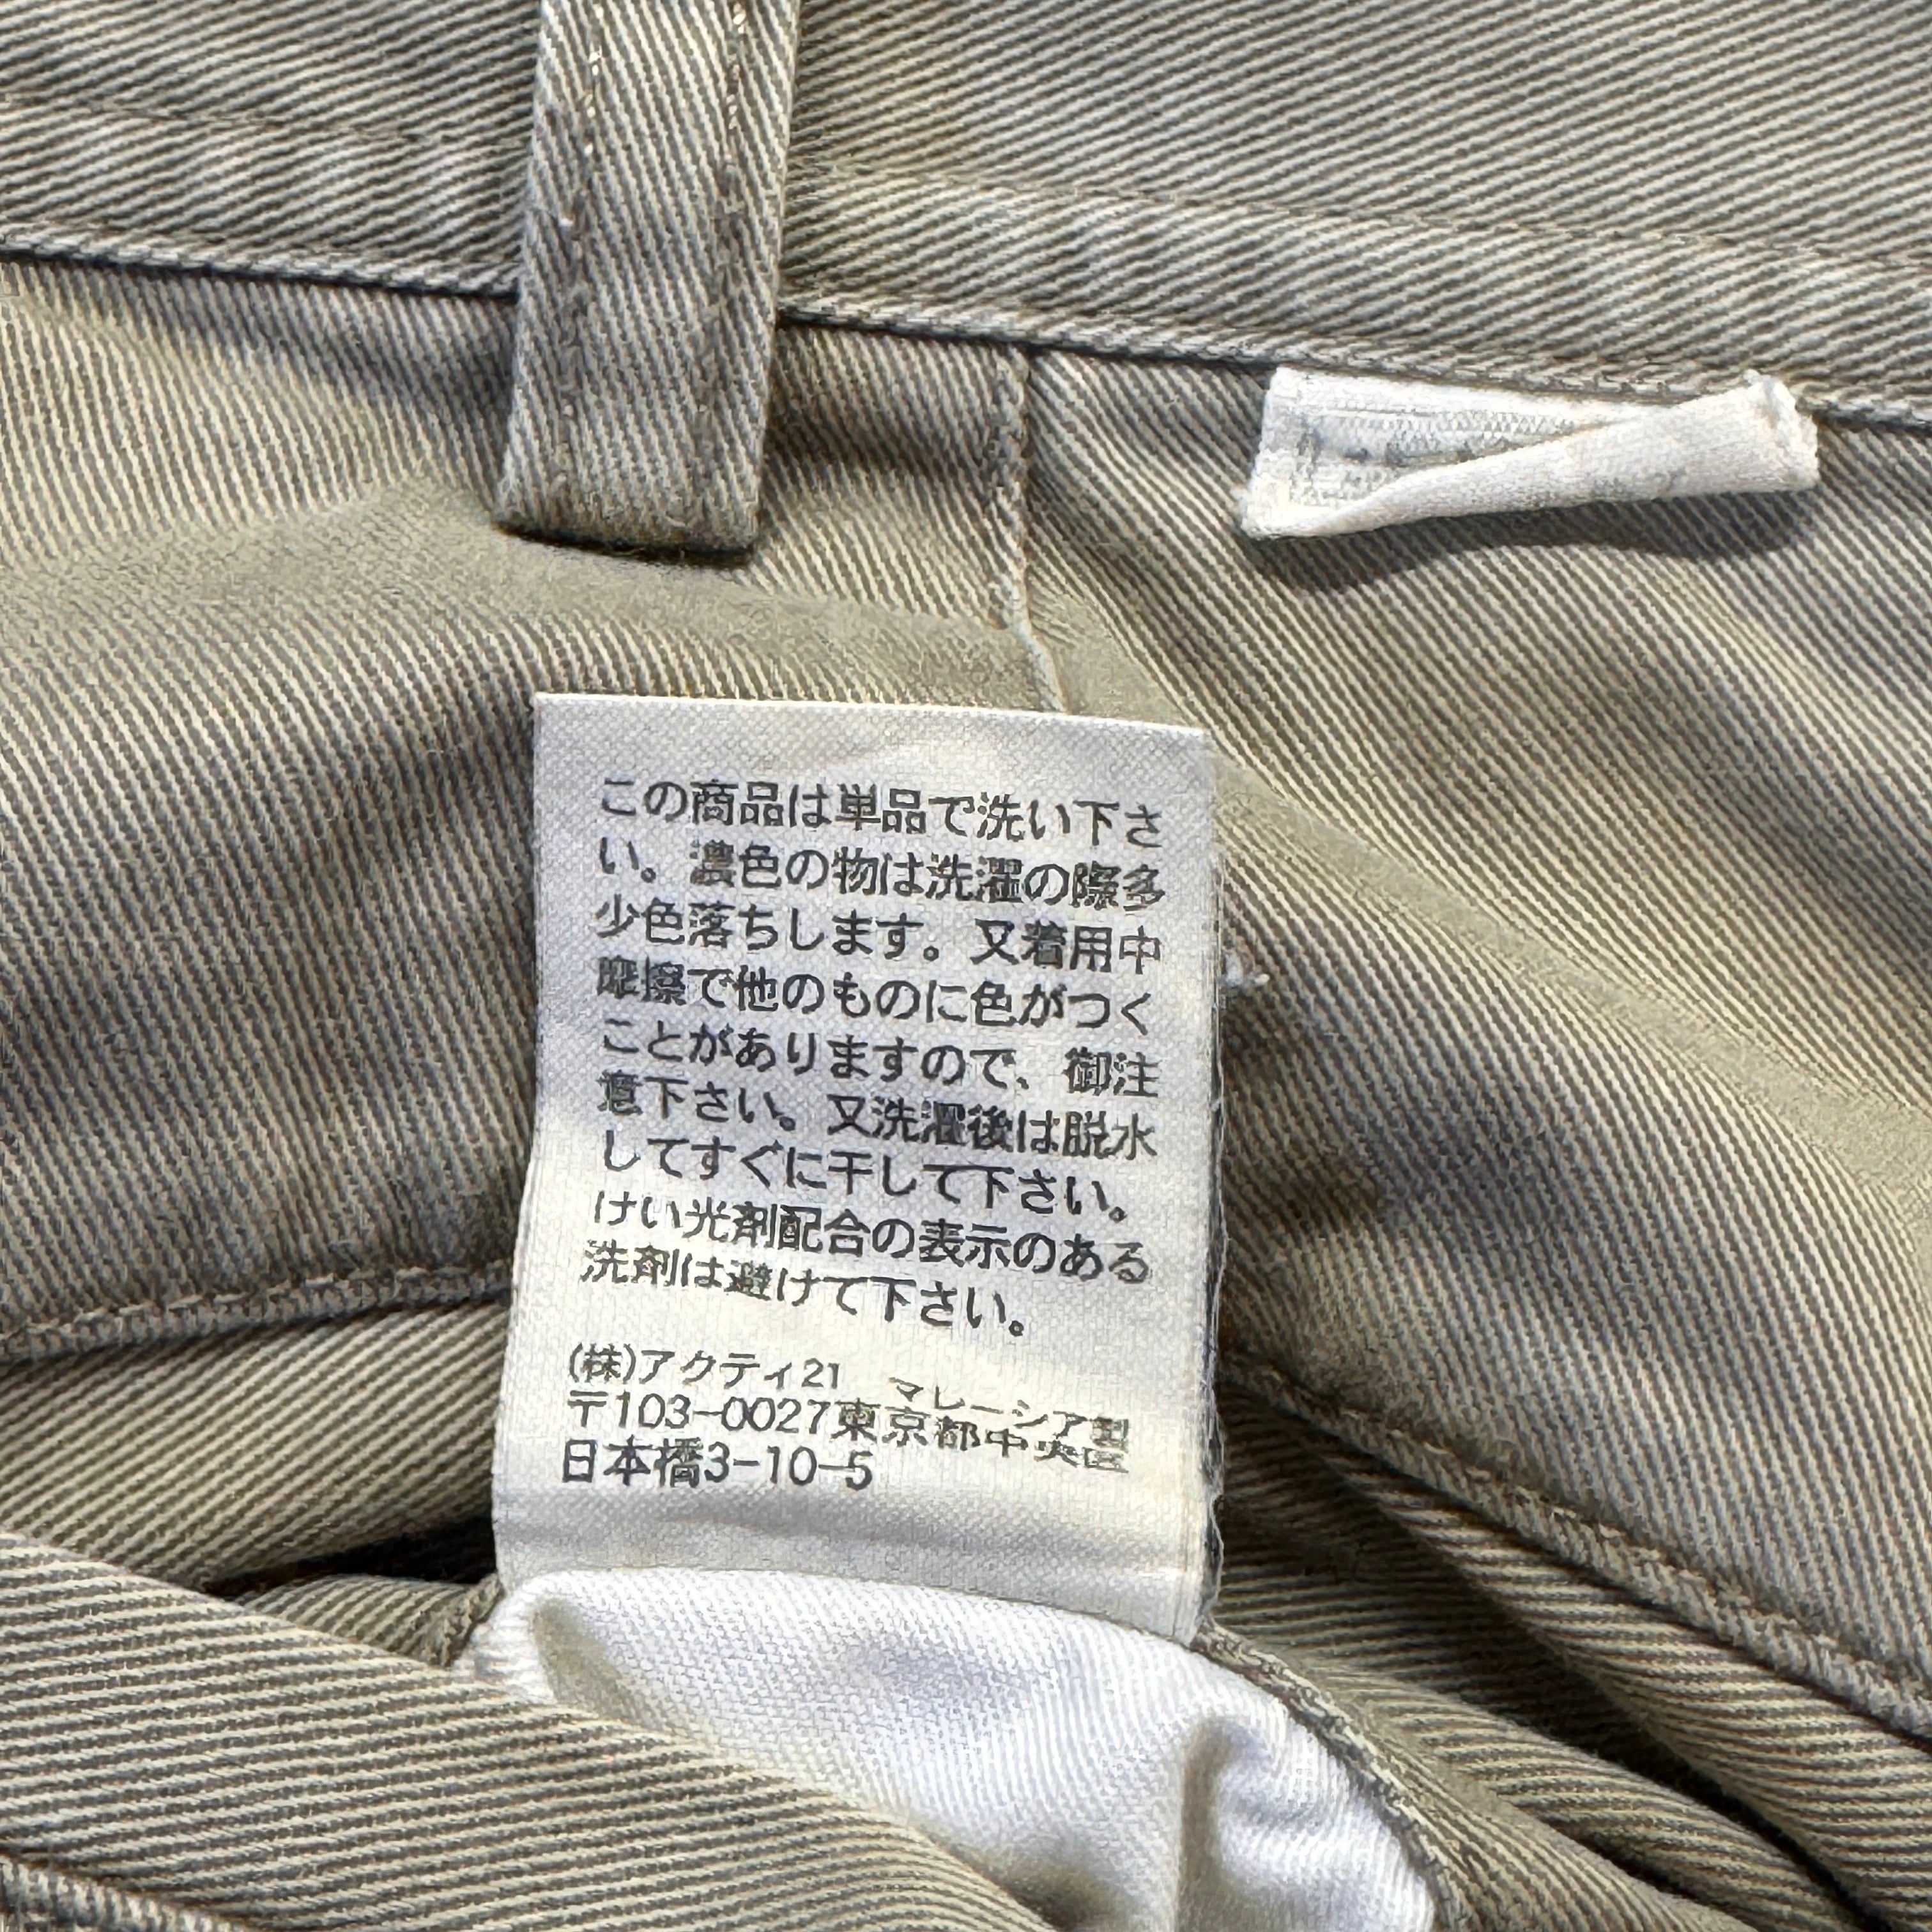 この商品は単品で洗い下さ
い。濃色の物は洗濯の際多
少色落ちします。又着用中
摩擦で他のものに色がつく
ことがありますので、御注
意下さい。又洗濯後は脱水
してすぐに干して下さい。
けい光剤配合の表示のある
洗剤は避けて下さい。
(株)アクティ21 マレーシア製
〒103-0027東京都中央区
日本橋3-10-5